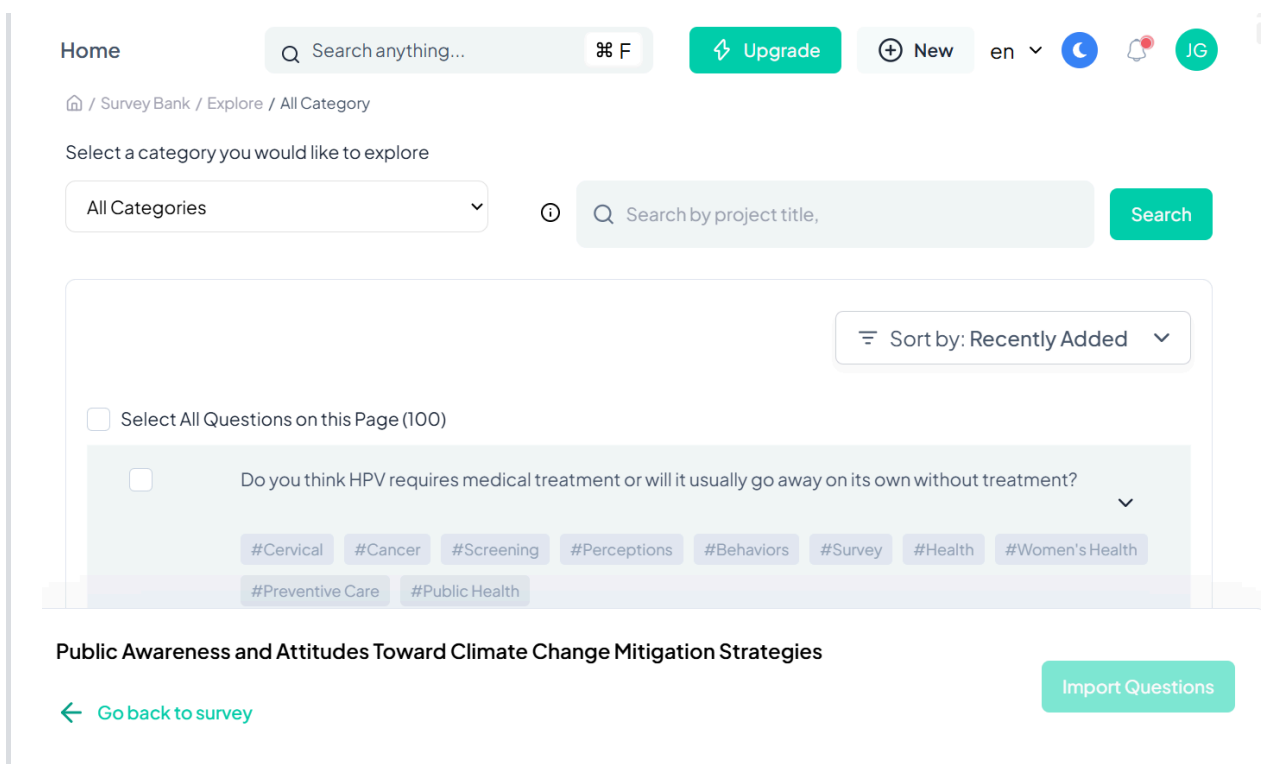 Home
Search anything...
⌘ F
Upgrade
New
en
JG
/ Survey Bank / Explore / All Category
Select a category you would like to explore
All Categories
Search by project title,
Search
Sort by: Recently Added
Select All Questions on this Page (100)
Do you think HPV requires medical treatment or will it usually go away on its own without treatment?
#Cervical #Cancer #Screening #Perceptions #Behaviors #Survey #Health #Women's Health
#Preventive Care #Public Health
Public Awareness and Attitudes Toward Climate Change Mitigation Strategies
Import Questions
Go back to survey